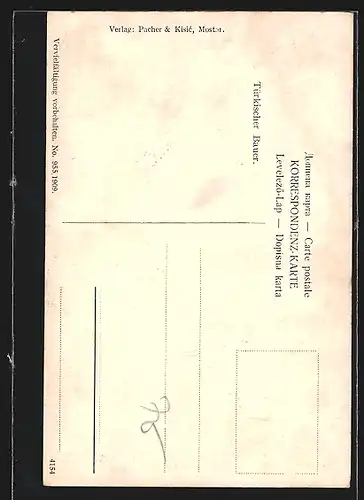 Дописна карта — Carte postale
KORRESPONDENZ-KARTE
Levelező-Lap — Dopisna karta
Türkischer Bauer.
Verlag: Pacher & Kisić, Mostar.
Vervielfältigung vorbehalten. No. 955.1909.
4154